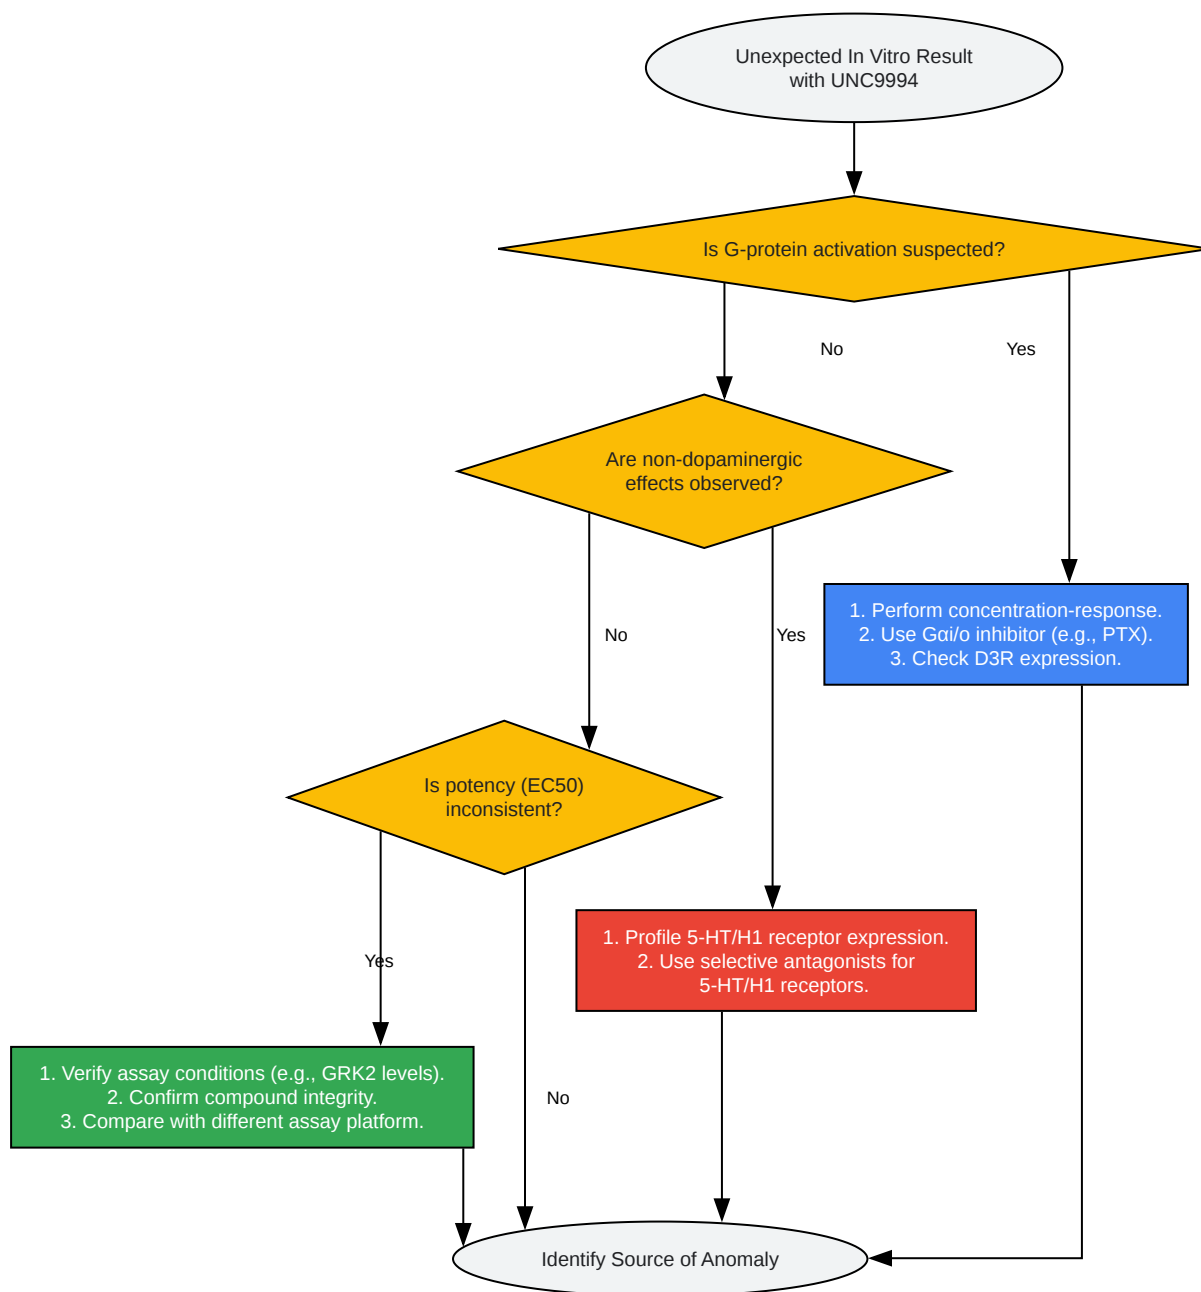 Unexpected In Vitro Result
with UNC9994
Is G-protein activation suspected?
No
Yes
Are non-dopaminergic
effects observed?
1. Perform concentration-response.
2. Use Gαi/o inhibitor (e.g., PTX).
3. Check D3R expression.
No
Yes
Is potency (EC50)
inconsistent?
1. Profile 5-HT/H1 receptor expression.
2. Use selective antagonists for
5-HT/H1 receptors.
Yes
1. Verify assay conditions (e.g., GRK2 levels).
2. Confirm compound integrity.
3. Compare with different assay platform.
No
Identify Source of Anomaly